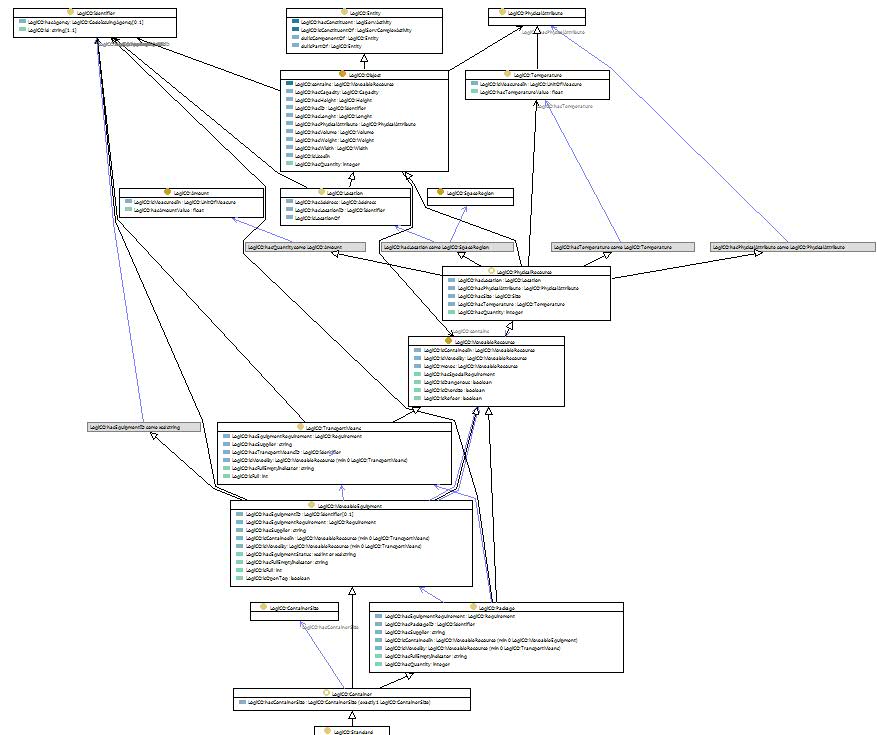 LogiCO:Identifier
LogiCO:hasAgency : LogiCO:CodeIssuingAgency[0..1]
LogiCO:id : string[1..1]
LogiCO:Entity
LogiCO:hasConstituent : LogiServ:Activity
LogiCO:isConstituentOf : LogiServ:ComplexActivity
dul:isComponentOf : LogiCO:Entity
dul:isPartOf : LogiCO:Entity
LogiCO:PhysicalAttribute
LogiCO:hasPhysicalAttribute
LogiCO:Object
LogiCO:contains : LogiCO:MoveableResource
LogiCO:hasCapacity : LogiCO:Capacity
LogiCO:hasHeight : LogiCO:Height
LogiCO:hasID : LogiCO:Identifier
LogiCO:hasLenght : LogiCO:Lenght
LogiCO:hasPhysicalAttribute : LogiCO:PhysicalAttribute
LogiCO:hasVolume : LogiCO:Volume
LogiCO:hasWeight : LogiCO:Weight
LogiCO:hasWidth : LogiCO:Width
LogiCO:isUsedIn
LogiCO:hasQuantity : integer
LogiCO:Temperature
LogiCO:isMeasuredIn : LogiCO:UnitOfMeasure
LogiCO:hasTemperatureValue : float
LogiCO:hasTemperature
LogiCO:Amount
LogiCO:isMeasuredIn : LogiCO:UnitOfMeasure
LogiCO:hasAmountValue : float
LogiCO:Location
LogiCO:hasAddress : LogiCO:Address
LogiCO:hasLocationID : LogiCO:Identifier
LogiCO:isLocationOf
LogiCO:SpaceRegion
LogiCO:hasQuantity some LogiCO:Amount
LogiCO:hasLocation some LogiCO:SpaceRegion
LogiCO:hasTemperature some LogiCO:Temperature
LogiCO:hasPhysicalAttribute some LogiCO:PhysicalAttribute
LogiCO:PhysicalResource
LogiCO:hasLocation : LogiCO:Location
LogiCO:hasPhysicalAttribute : LogiCO:PhysicalAttribute
LogiCO:hasSize : LogiCO:Size
LogiCO:hasTemperature : LogiCO:Temperature
LogiCO:hasQuantity : integer
LogiCO:contains
LogiCO:MoveableResource
LogiCO:isContainedIn : LogiCO:MoveableResource
LogiCO:isMovedBy : LogiCO:MoveableResource
LogiCO:moves : LogiCO:MoveableResource
LogiCO:hasSpecialRequirement
LogiCO:isDangerous : boolean
LogiCO:isOversize : boolean
LogiCO:isReefer : boolean
LogiCO:hasEquipmentID some xsd:string
LogiCO:TransportMeans
LogiCO:hasEquipmentRequirement : LogiCO:Requirement
LogiCO:hasSupplier : string
LogiCO:hasTransportMeansID : LogiCO:Identifier
LogiCO:isMovedBy : LogiCO:MoveableResource (min 0 LogiCO:TransportMeans)
LogiCO:hasFullEmptyIndicator : string
LogiCO:isFull : int
LogiCO:MoveableEquipment
LogiCO:hasEquipmentID : LogiCO:Identifier[0..1]
LogiCO:hasEquipmentRequirement : LogiCO:Requirement
LogiCO:hasSupplier : string
LogiCO:isContainedIn : LogiCO:MoveableResource (min 0 LogiCO:TransportMeans)
LogiCO:isMovedBy : LogiCO:MoveableResource (min 0 LogiCO:TransportMeans)
LogiCO:hasEquipmentStatus : xsd:int or xsd:string
LogiCO:hasFullEmptyIndicator : string
LogiCO:isFull : int
LogiCO:isOpenTop : boolean
LogiCO:ContainerSize
LogiCO:hasContainerSize
LogiCO:Package
LogiCO:hasEquipmentRequirement : LogiCO:Requirement
LogiCO:hasPackageID : LogiCO:Identifier
LogiCO:hasSupplier : string
LogiCO:isContainedIn : LogiCO:MoveableResource (min 0 LogiCO:MoveableEquipment)
LogiCO:isMovedBy : LogiCO:MoveableResource (min 0 LogiCO:TransportMeans)
LogiCO:hasFullEmptyIndicator : string
LogiCO:hasQuantity : integer
LogiCO:Container
LogiCO:hasContainerSize : LogiCO:ContainerSize (exactly 1 LogiCO:ContainerSize)
LogiCO:Standard